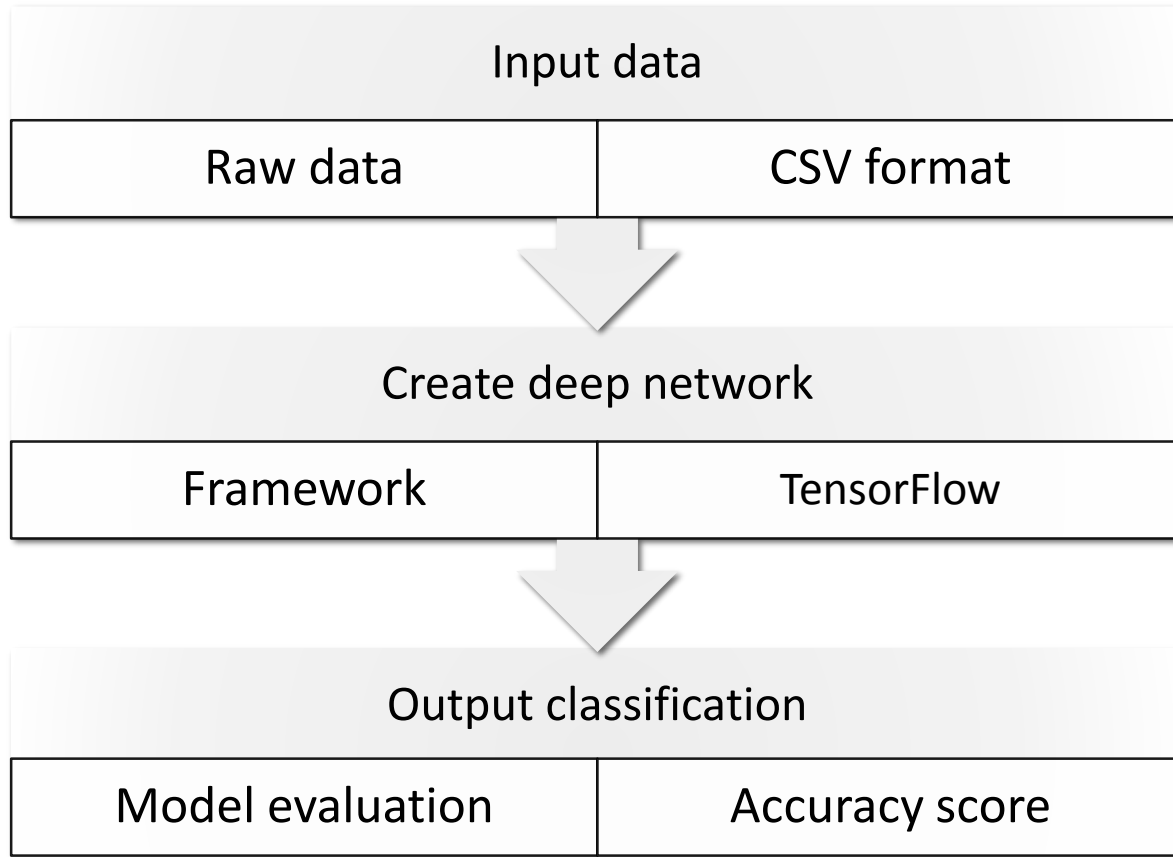 Input data
Raw data
CSV format
Create deep network
Framework
TensorFlow
Output classification
Model evaluation
Accuracy score